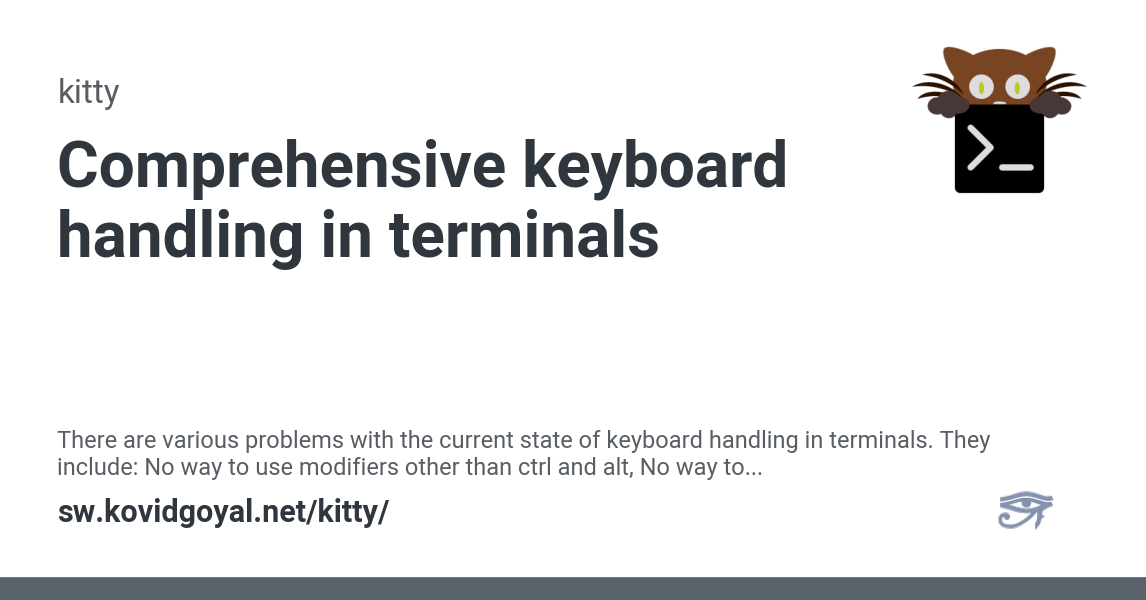 kitty
Comprehensive keyboard
handling in terminals
>_
There are various problems with the current state of keyboard handling in terminals. They
include: No way to use modifiers other than ctrl and alt, No way to...
sw.kovidgoyal.net/kitty/